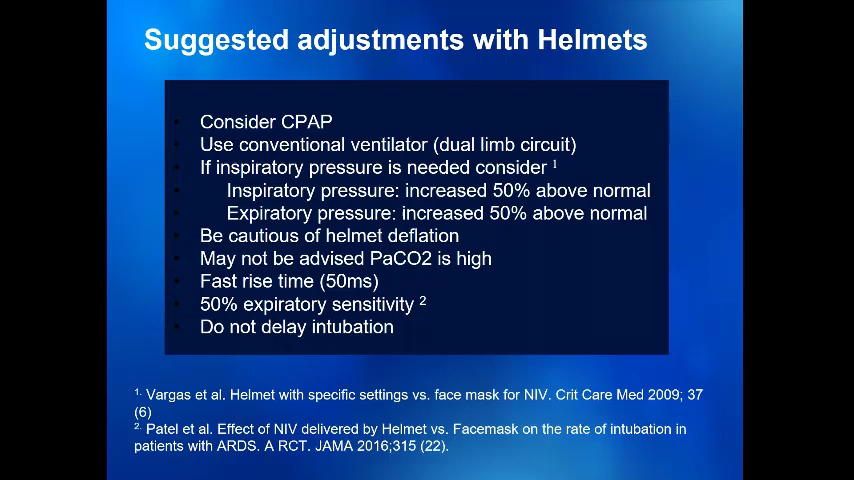 Suggested adjustments with Helmets
• Consider CPAP
• Use conventional ventilator (dual limb circuit)
• If inspiratory pressure is needed consider 1
• Inspiratory pressure: increased 50% above normal
• Expiratory pressure: increased 50% above normal
• Be cautious of helmet deflation
• May not be advised PaCO2 is high
• Fast rise time (50ms)
• 50% expiratory sensitivity 2
• Do not delay intubation
1. Vargas et al. Helmet with specific settings vs. face mask for NIV. Crit Care Med 2009; 37
(6)
2. Patel et al. Effect of NIV delivered by Helmet vs. Facemask on the rate of intubation in
patients with ARDS. A RCT. JAMA 2016;315 (22).